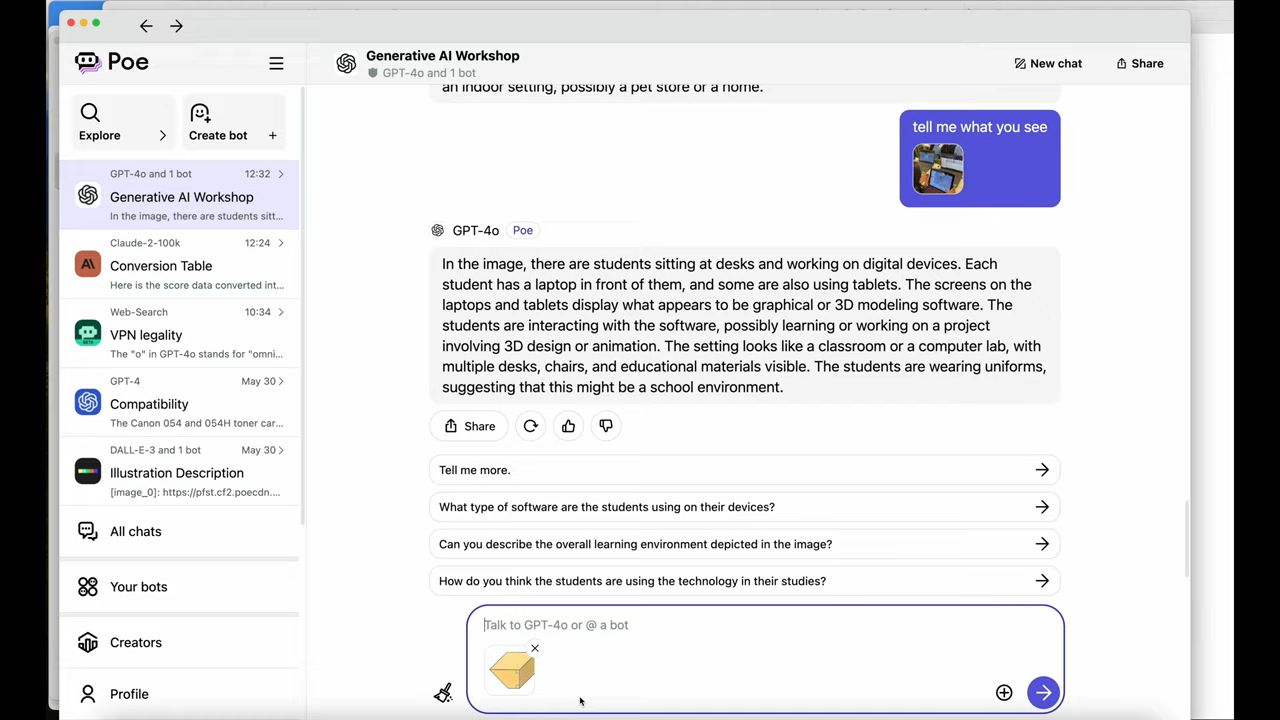 Poe
Explore
Create bot +
GPT-4o and 1 bot 12:32
Generative AI Workshop
In the image, there are students sitt...
Claude-2-100k 12:24
Conversion Table
Here is the score data converted int...
Web-Search 10:34
VPN legality
The "o" in GPT-4o stands for "omni...
GPT-4 May 30
Compatibility
The Canon 054 and 054H toner car...
DALL-E-3 and 1 bot May 30
Illustration Description
[image_0]: https://pfst.cf2.poecdn....
All chats
Your bots
Creators
Profile
Generative AI Workshop
GPT-4o and 1 bot
New chat
Share
an indoor setting, possibly a pet store or a home.
tell me what you see
GPT-4o Poe
In the image, there are students sitting at desks and working on digital devices. Each
student has a laptop in front of them, and some are also using tablets. The screens on the
laptops and tablets display what appears to be graphical or 3D modeling software. The
students are interacting with the software, possibly learning or working on a project
involving 3D design or animation. The setting looks like a classroom or a computer lab, with
multiple desks, chairs, and educational materials visible. The students are wearing uniforms,
suggesting that this might be a school environment.
Share
Tell me more.
What type of software are the students using on their devices?
Can you describe the overall learning environment depicted in the image?
How do you think the students are using the technology in their studies?
Talk to GPT-4o or @ a bot